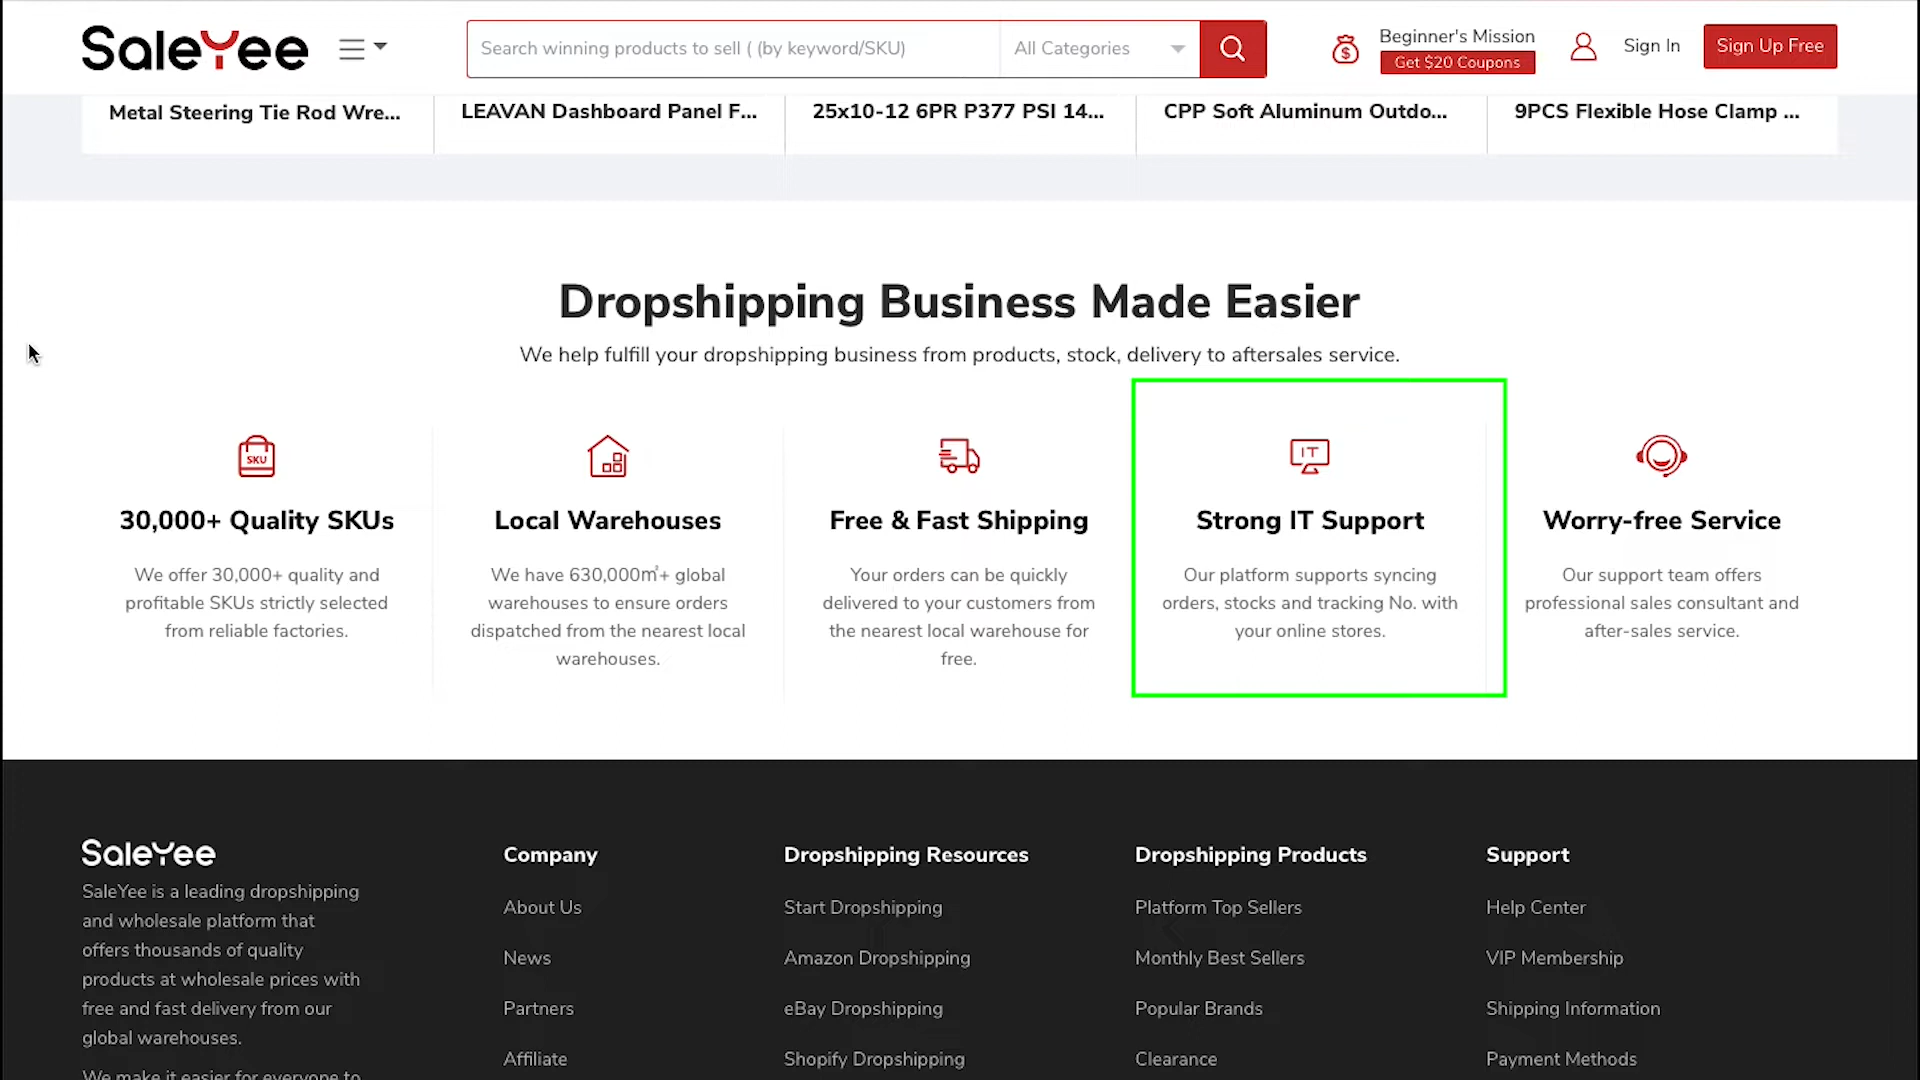 SaleYee
Search winning products to sell ( (by keyword/SKU)
All Categories
Beginner's Mission
Get $20 Coupons
Sign In
Sign Up Free
Metal Steering Tie Rod Wre...
LEAVAN Dashboard Panel F...
25x10-12 6PR P377 PSI 14...
CPP Soft Aluminum Outdo...
9PCS Flexible Hose Clamp ...
Dropshipping Business Made Easier
We help fulfill your dropshipping business from products, stock, delivery to aftersales service.
SKU
30,000+ Quality SKUs
We offer 30,000+ quality and
profitable SKUs strictly selected
from reliable factories.
Local Warehouses
We have 630,000㎡+ global
warehouses to ensure orders
dispatched from the nearest local
warehouses.
Free & Fast Shipping
Your orders can be quickly
delivered to your customers from
the nearest local warehouse for
free.
IT
Strong IT Support
Our platform supports syncing
orders, stocks and tracking No. with
your online stores.
Worry-free Service
Our support team offers
professional sales consultant and
after-sales service.
SaleYee
SaleYee is a leading dropshipping
and wholesale platform that
offers thousands of quality
products at wholesale prices with
free and fast delivery from our
global warehouses.
We make it easier for everyone to
Company
About Us
News
Partners
Affiliate
Dropshipping Resources
Start Dropshipping
Amazon Dropshipping
eBay Dropshipping
Shopify Dropshipping
Dropshipping Products
Platform Top Sellers
Monthly Best Sellers
Popular Brands
Clearance
Support
Help Center
VIP Membership
Shipping Information
Payment Methods